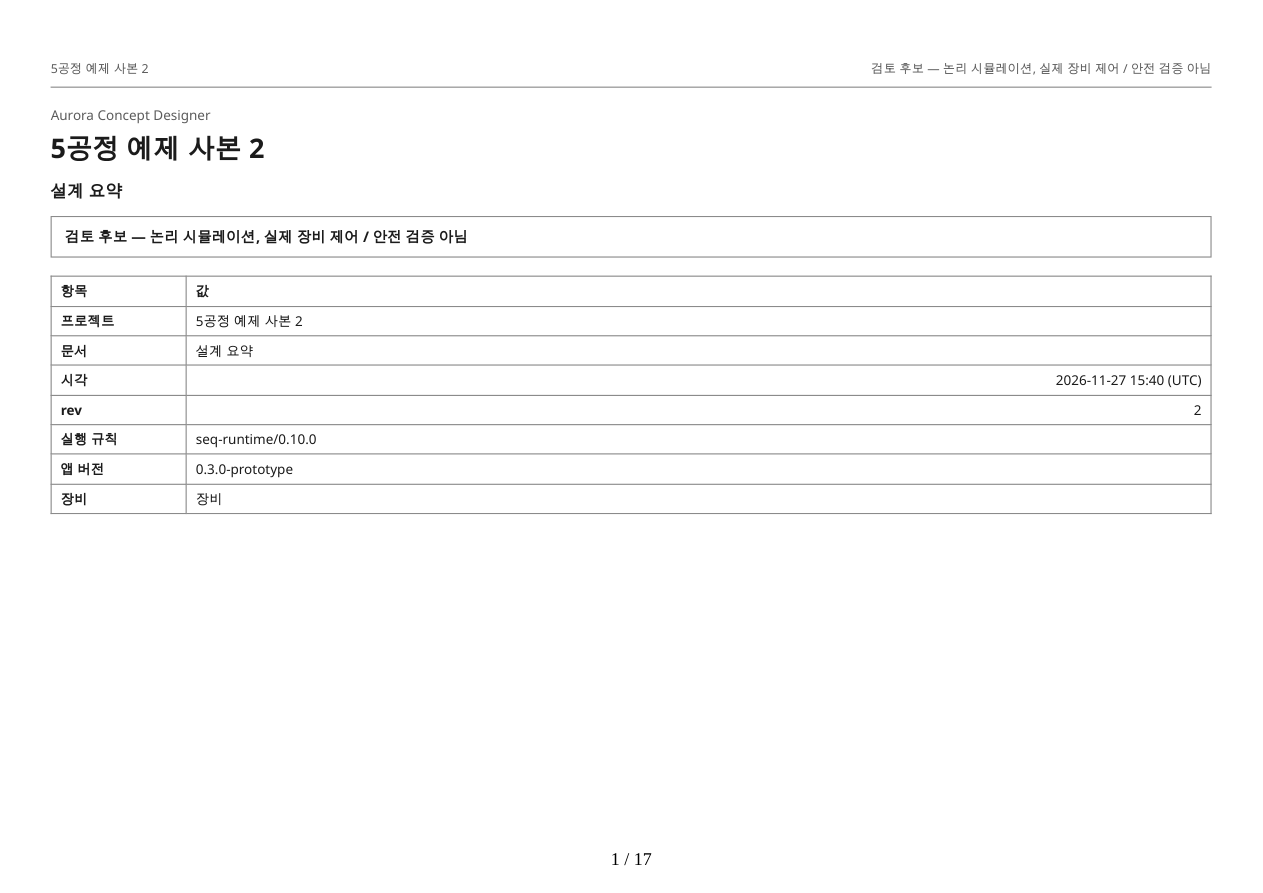 5공정 예제 사본 2 검토 후보 — 논리 시뮬레이션, 실제 장비 제어 / 안전 검증 아님
Aurora Concept Designer
5공정 예제 사본 2
설계 요약
검토 후보 — 논리 시뮬레이션, 실제 장비 제어 / 안전 검증 아님
항목 값
프로젝트 5공정 예제 사본 2
문서 설계 요약
시각 2026-11-27 15:40 (UTC)
rev 2
실행 규칙 seq-runtime/0.10.0
앱 버전 0.3.0-prototype
장비 장비
1 / 17